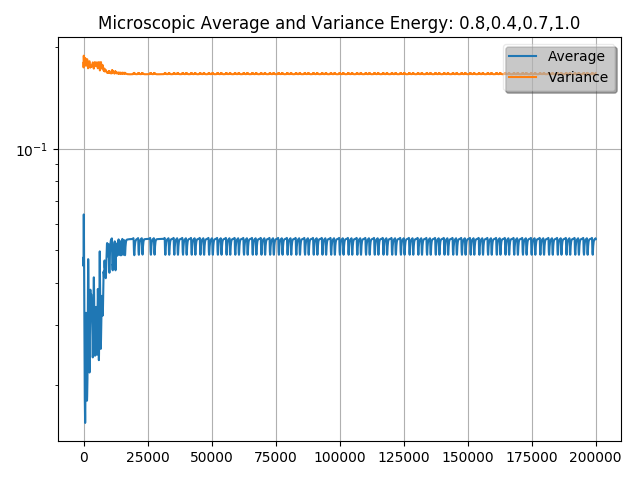 Microscopic Average and Variance Energy: 0.8,0.4,0.7,1.0
Average
Variance
10⁻¹
0 25000 50000 75000 100000 125000 150000 175000 200000